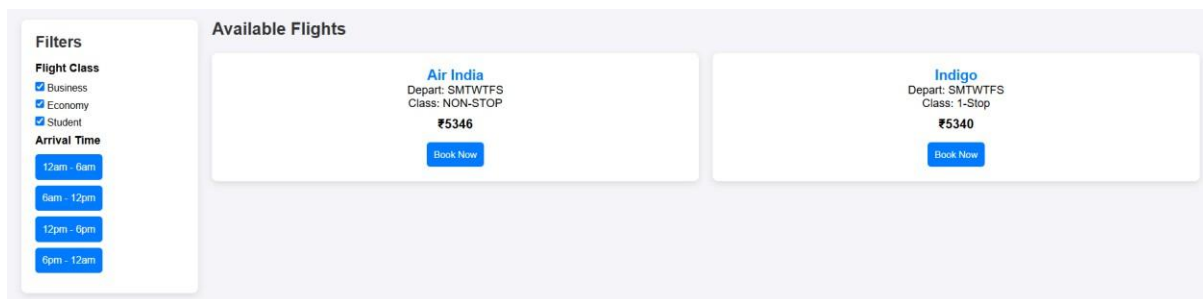 Filters
Flight Class
Business
Economy
Student
Arrival Time
12am - 6am
6am - 12pm
12pm - 6pm
6pm - 12am
Available Flights
Air India
Depart: SMTWTFS
Class: NON-STOP
₹5346
Book Now
Indigo
Depart: SMTWTFS
Class: 1-Stop
₹5340
Book Now